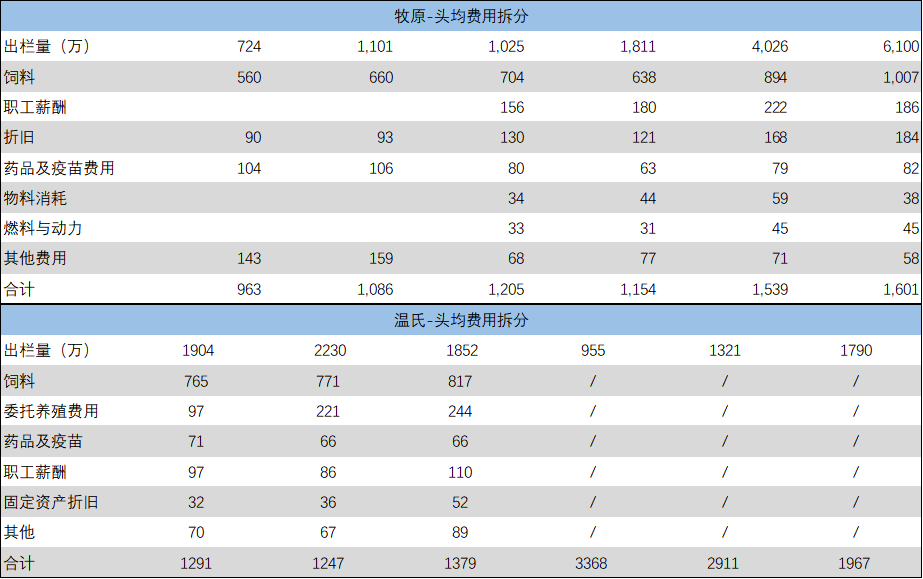 牧原-头均费用拆分
出栏量（万） 724 1,101 1,025 1,811 4,026 6,100
饲料 560 660 704 638 894 1,007
职工薪酬 156 180 222 186
折旧 90 93 130 121 168 184
药品及疫苗费用 104 106 80 63 79 82
物料消耗 34 44 59 38
燃料与动力 33 31 45 45
其他费用 143 159 68 77 71 58
合计 963 1,086 1,205 1,154 1,539 1,601
温氏-头均费用拆分
出栏量（万） 1904 2230 1852 955 1321 1790
饲料 765 771 817 / / /
委托养殖费用 97 221 244 / / /
药品及疫苗 71 66 66 / / /
职工薪酬 97 86 110 / / /
固定资产折旧 32 36 52 / / /
其他 70 67 89 / / /
合计 1291 1247 1379 3368 2911 1967